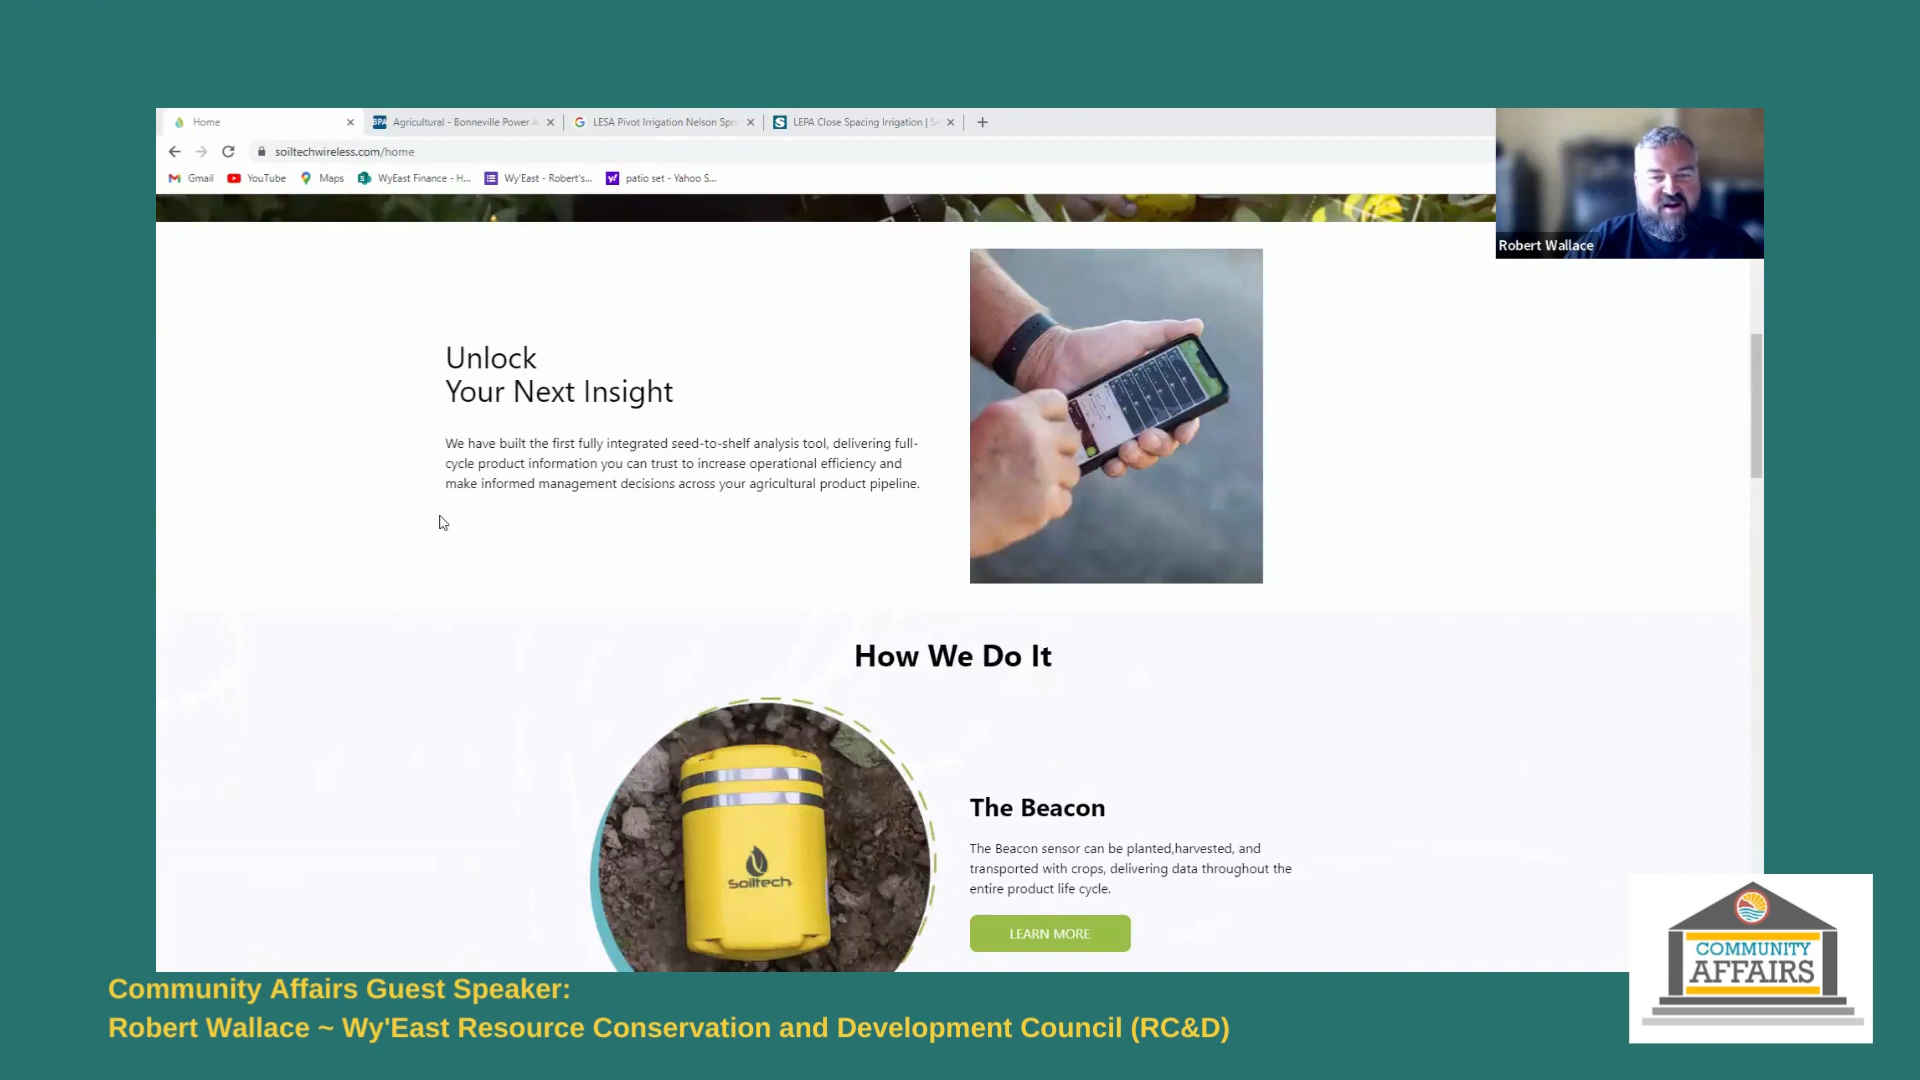 Home
Agricultural - Bonneville Power
LESA Pivot Irrigation Nelson Spr
LEPA Close Spacing Irrigation |
soiltechwireless.com/home
Gmail
YouTube
Maps
WyEast Finance - H...
Wy'East - Robert's...
patio set - Yahoo S...
Robert Wallace
Unlock
Your Next Insight
We have built the first fully integrated seed-to-shelf analysis tool, delivering full-
cycle product information you can trust to increase operational efficiency and
make informed management decisions across your agricultural product pipeline.
How We Do It
Soiltech
The Beacon
The Beacon sensor can be planted,harvested, and
transported with crops, delivering data throughout the
entire product life cycle.
LEARN MORE
COMMUNITY
AFFAIRS
Community Affairs Guest Speaker:
Robert Wallace ~ Wy'East Resource Conservation and Development Council (RC&D)